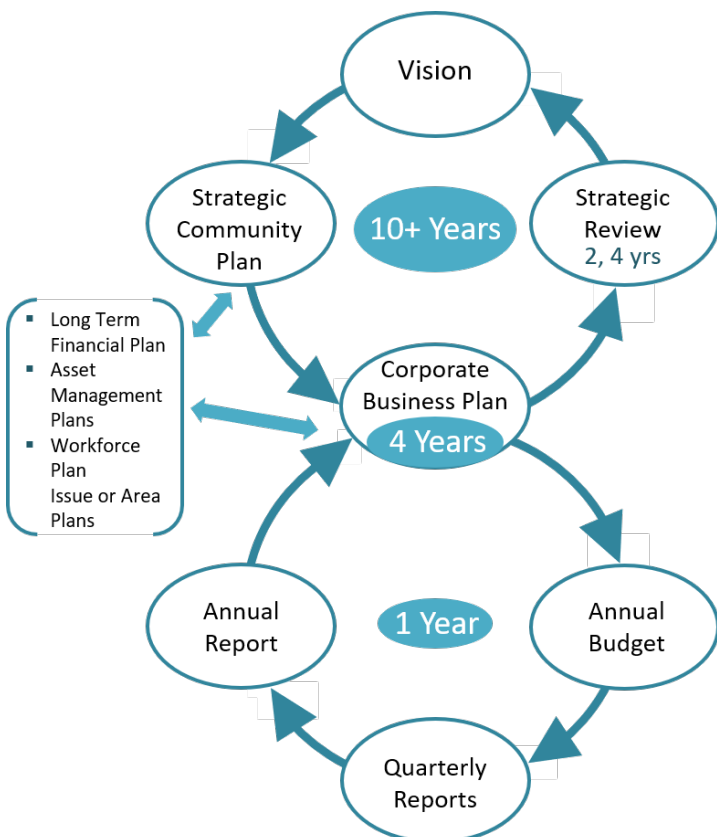 Vision
Strategic
Community
Plan
10+ Years
Strategic
Review
2, 4 yrs
▪ Long Term
Financial Plan
▪ Asset
Management
Plans
▪ Workforce
Plan
Issue or Area
Plans
Corporate
Business Plan
4 Years
Annual
Report
1 Year
Annual
Budget
Quarterly
Reports